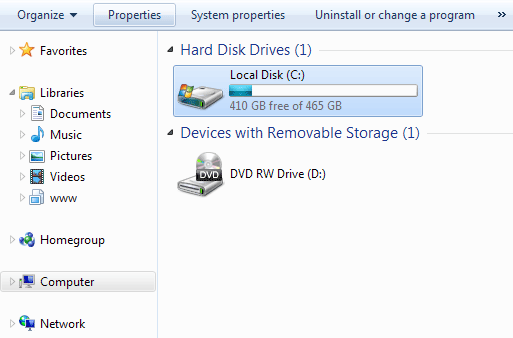 Organize Properties System properties Uninstall or change a program »
Favorites
Libraries
Documents
Music
Pictures
Videos
www
Homegroup
Computer
Network
Hard Disk Drives (1)
Local Disk (C:)
410 GB free of 465 GB
Devices with Removable Storage (1)
DVD
DVD RW Drive (D:)